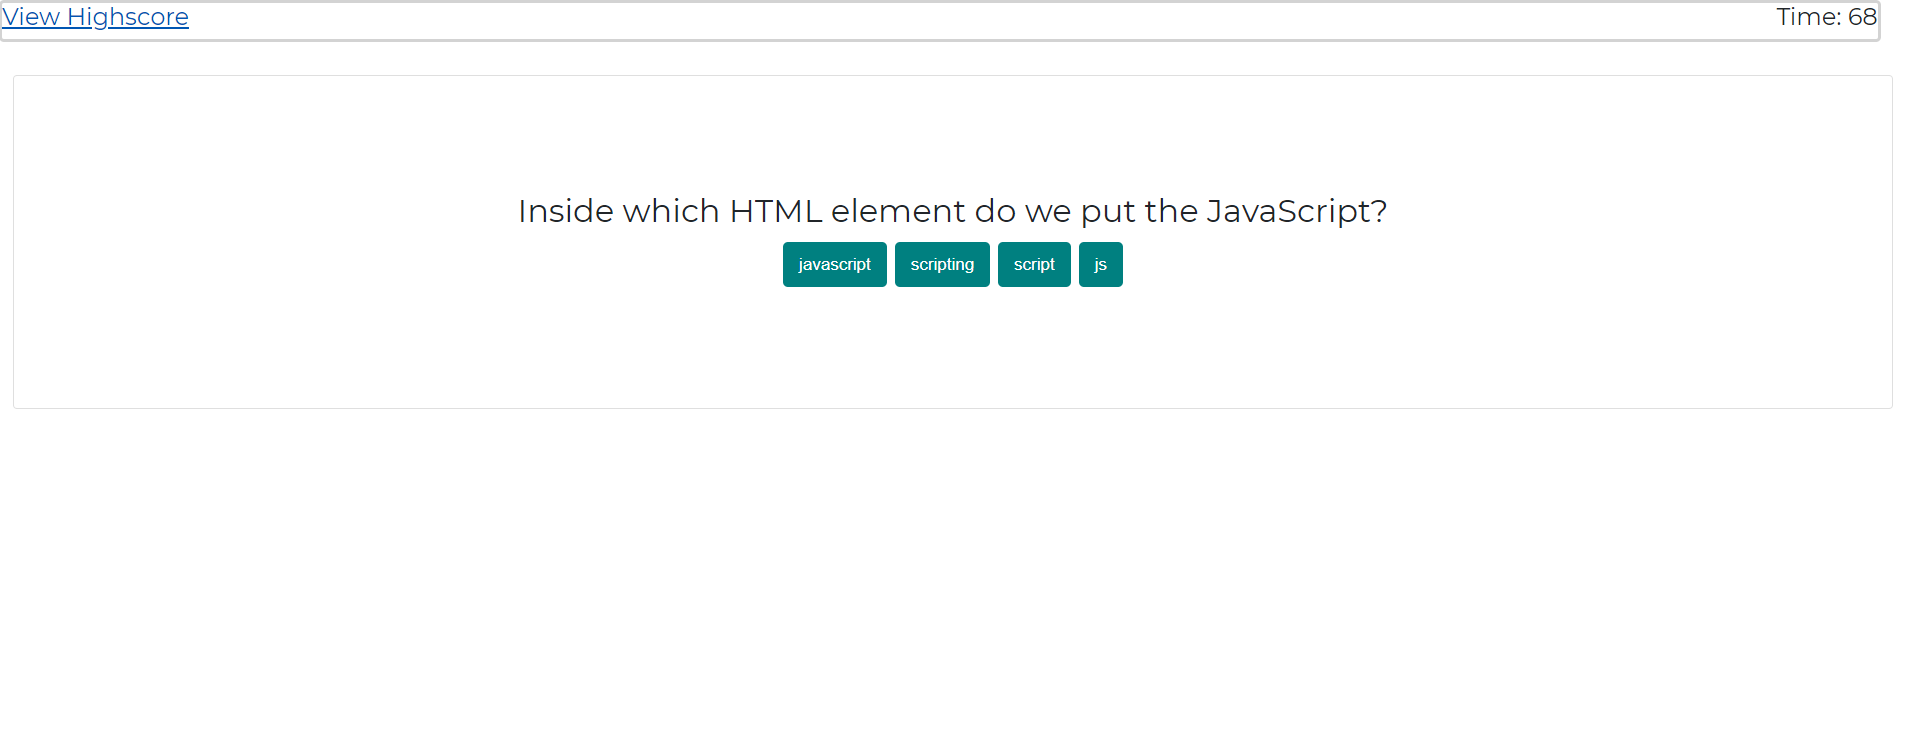 View Highscore Time: 68
Inside which HTML element do we put the JavaScript?
javascript scripting script js